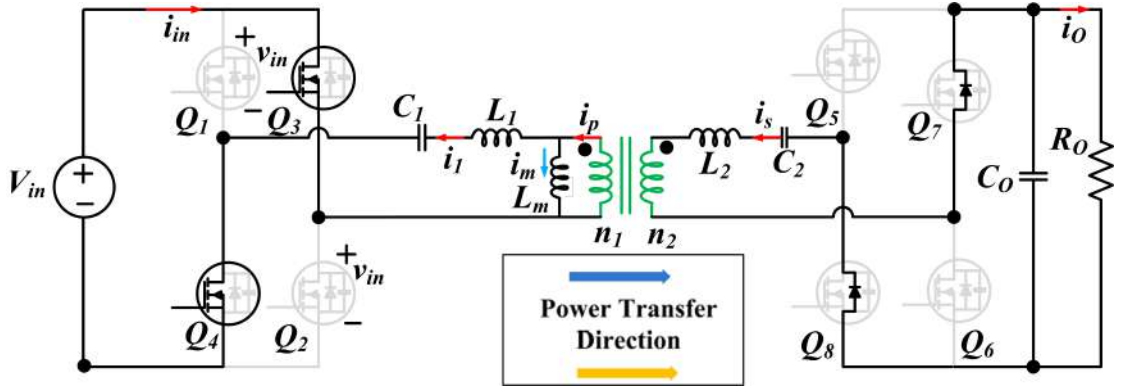 i_in
+
v_in
-
Q_1
Q_3
C_1
L_1
i_p
i_1
i_m
L_m
n_1
n_2
L_2
i_s
C_2
Q_5
Q_7
i_O
R_O
C_O
V_in
+
-
+
v_in
-
Q_4
Q_2
Q_8
Q_6
Power Transfer
Direction